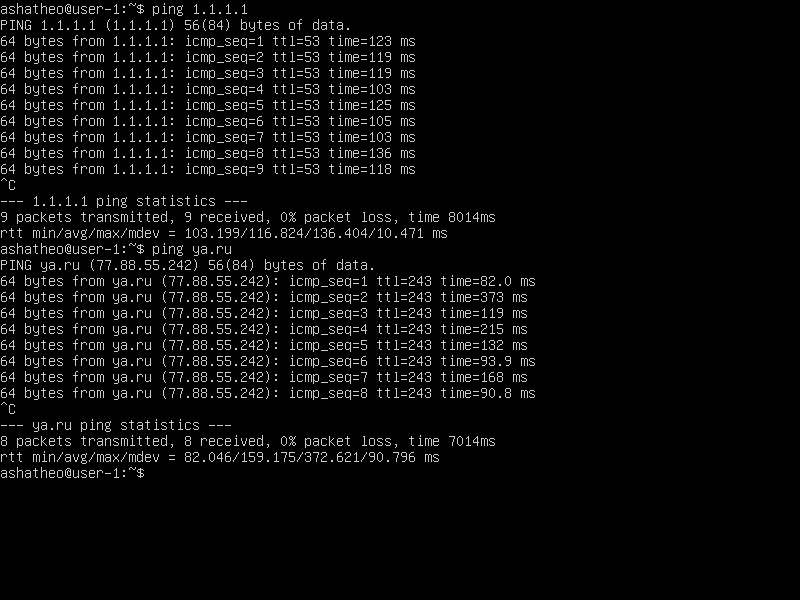 ashatheo@user-1:~$ ping 1.1.1.1
PING 1.1.1.1 (1.1.1.1) 56(84) bytes of data.
64 bytes from 1.1.1.1: icmp_seq=1 ttl=53 time=123 ms
64 bytes from 1.1.1.1: icmp_seq=2 ttl=53 time=119 ms
64 bytes from 1.1.1.1: icmp_seq=3 ttl=53 time=119 ms
64 bytes from 1.1.1.1: icmp_seq=4 ttl=53 time=103 ms
64 bytes from 1.1.1.1: icmp_seq=5 ttl=53 time=125 ms
64 bytes from 1.1.1.1: icmp_seq=6 ttl=53 time=105 ms
64 bytes from 1.1.1.1: icmp_seq=7 ttl=53 time=103 ms
64 bytes from 1.1.1.1: icmp_seq=8 ttl=53 time=136 ms
64 bytes from 1.1.1.1: icmp_seq=9 ttl=53 time=118 ms
^C
--- 1.1.1.1 ping statistics ---
9 packets transmitted, 9 received, 0% packet loss, time 8014ms
rtt min/avg/max/mdev = 103.199/116.824/136.404/10.471 ms
ashatheo@user-1:~$ ping ya.ru
PING ya.ru (77.88.55.242) 56(84) bytes of data.
64 bytes from ya.ru (77.88.55.242): icmp_seq=1 ttl=243 time=82.0 ms
64 bytes from ya.ru (77.88.55.242): icmp_seq=2 ttl=243 time=373 ms
64 bytes from ya.ru (77.88.55.242): icmp_seq=3 ttl=243 time=119 ms
64 bytes from ya.ru (77.88.55.242): icmp_seq=4 ttl=243 time=215 ms
64 bytes from ya.ru (77.88.55.242): icmp_seq=5 ttl=243 time=132 ms
64 bytes from ya.ru (77.88.55.242): icmp_seq=6 ttl=243 time=93.9 ms
64 bytes from ya.ru (77.88.55.242): icmp_seq=7 ttl=243 time=168 ms
64 bytes from ya.ru (77.88.55.242): icmp_seq=8 ttl=243 time=90.8 ms
^C
--- ya.ru ping statistics ---
8 packets transmitted, 8 received, 0% packet loss, time 7014ms
rtt min/avg/max/mdev = 82.046/159.175/372.621/90.796 ms
ashatheo@user-1:~$